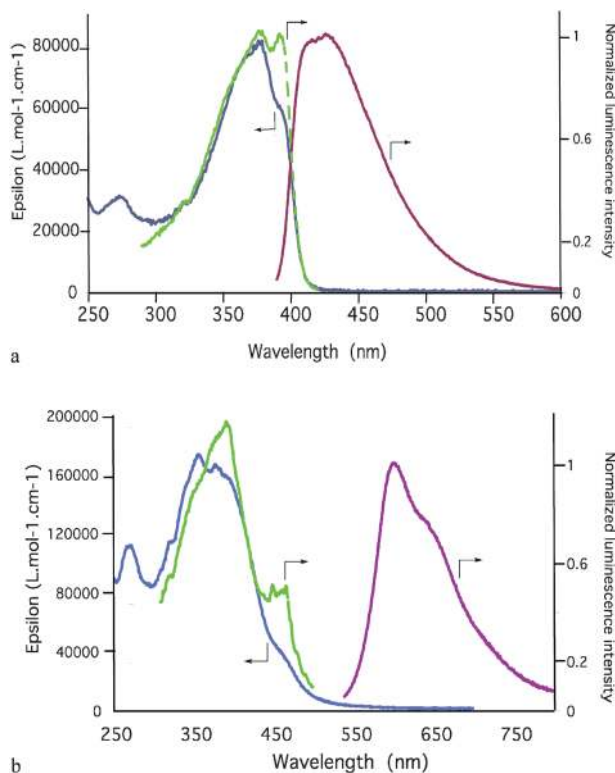 80000
60000
40000
20000
0
Epsilon (L.mol-1.cm-1)
1
0.6
0.2
Normalized luminescence
intensity
250 300 350 400 450 500 550 600
Wavelength (nm)
a
200000
160000
120000
80000
40000
0
Epsilon (L.mol-1.cm-1)
1
0.6
0.2
0
Normalized luminescence
intensity
250 350 450 550 650 750
Wavelength (nm)
b